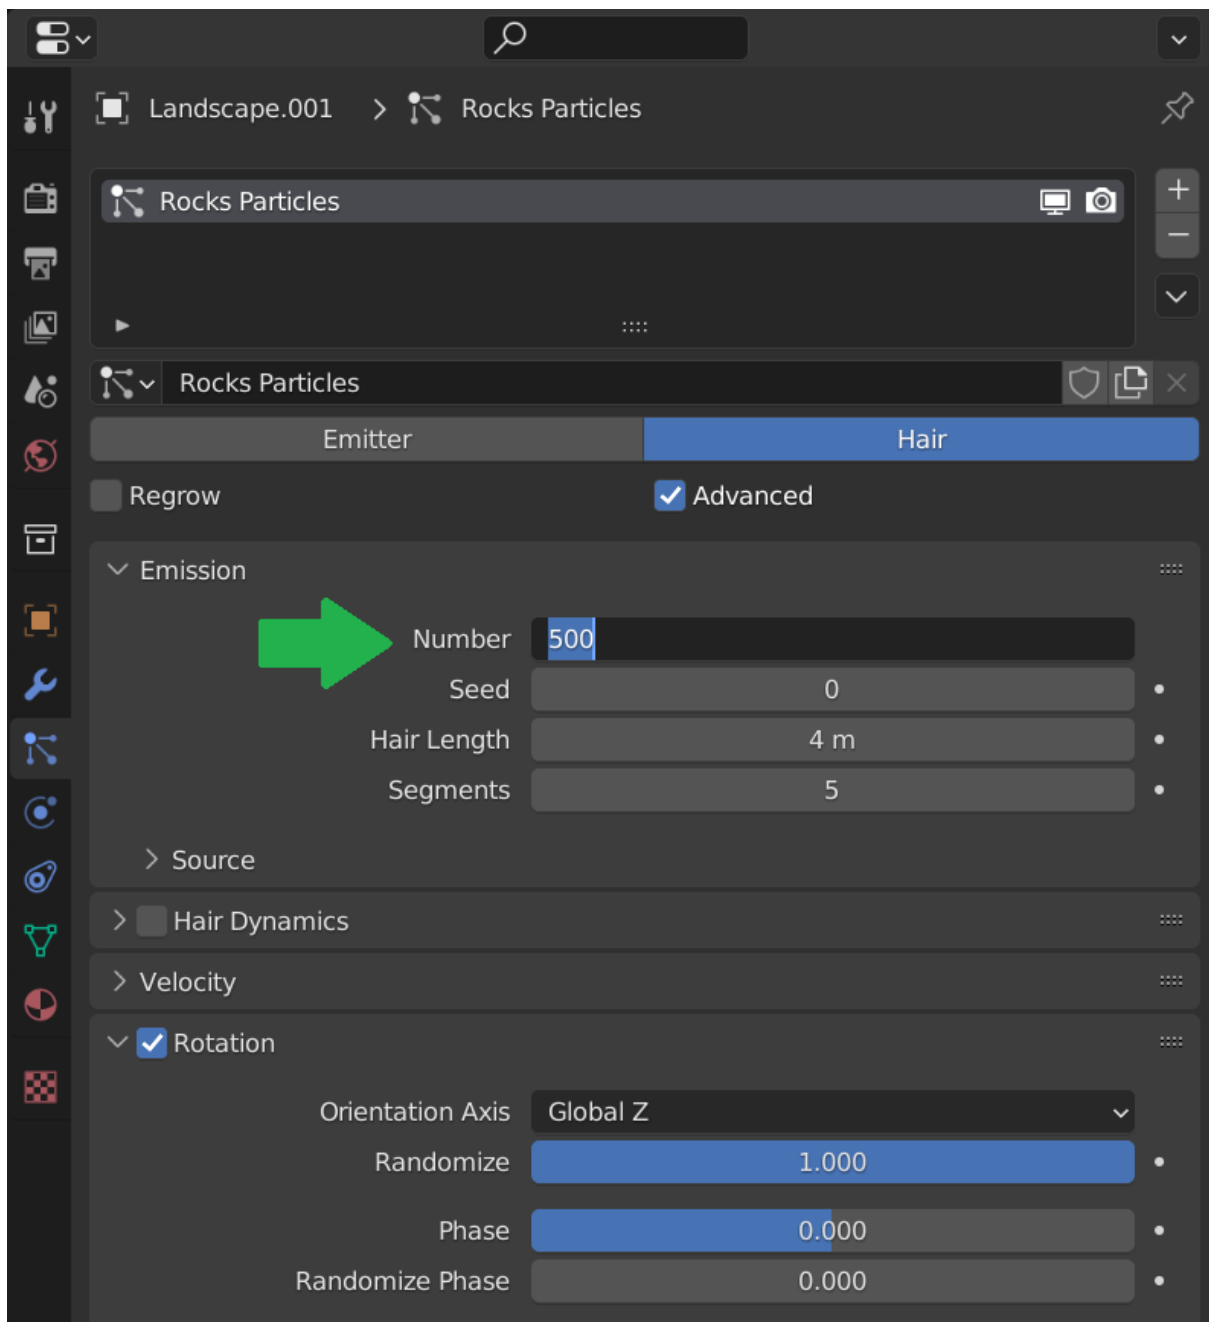 Landscape.001 > Rocks Particles
Rocks Particles
Rocks Particles
Emitter Hair
Regrow Advanced
Emission
Number 500
Seed 0
Hair Length 4 m
Segments 5
Source
Hair Dynamics
Velocity
Rotation
Orientation Axis Global Z
Randomize 1.000
Phase 0.000
Randomize Phase 0.000